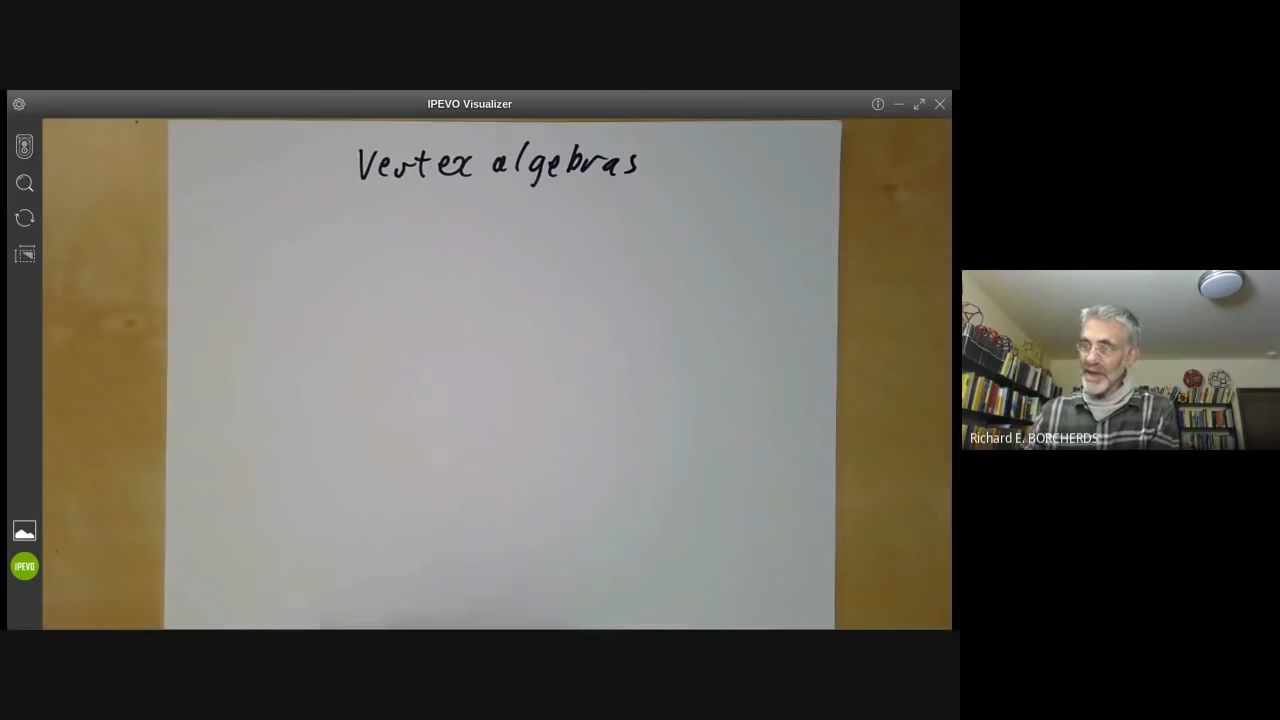 IPEVO Visualizer
Vertex algebras
Richard E. BORCHERDS
IPEVO